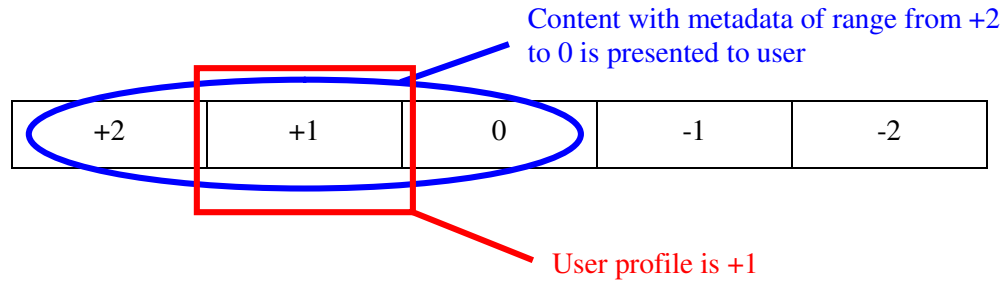 Content with metadata of range from +2
to 0 is presented to user
+2 +1 0 -1 -2
User profile is +1